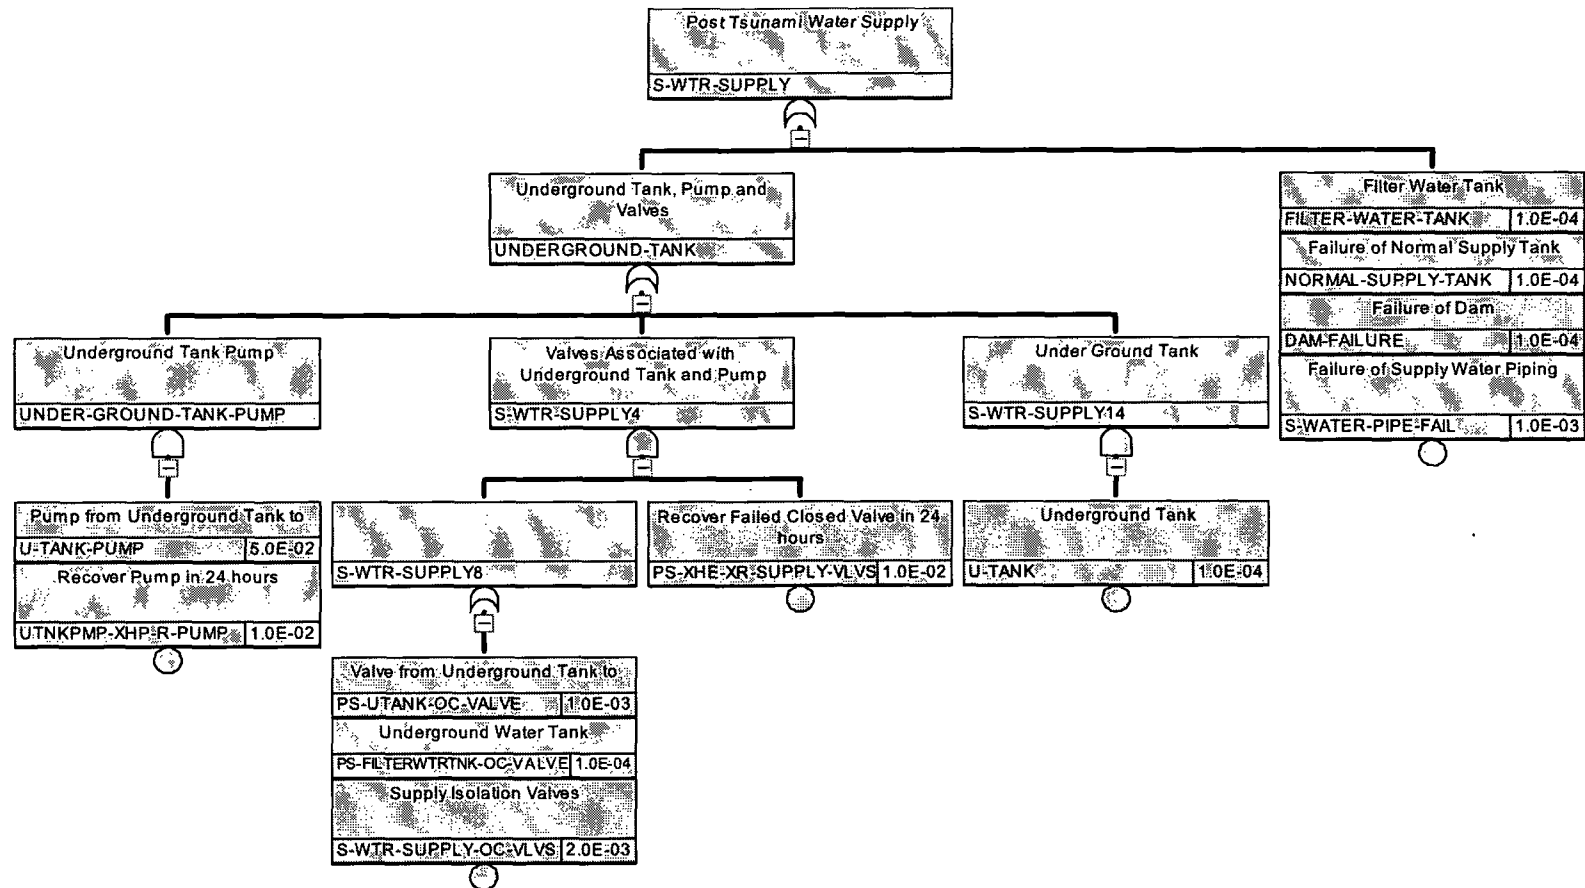 Post Tsunami Water Supply
S-WTR-SUPPLY
Underground Tank, Pump and
Valves
UNDERGROUND-TANK
Filter Water Tank
FILTER-WATER-TANK 1.0E-04
Failure of Normal Supply Tank
NORMAL-SUPPLY-TANK 1.0E-04
Failure of Dam
DAM-FAILURE 1.0E-04
Failure of Supply Water Piping
S-WATER-PIPE-FAIL 1.0E-03
Underground Tank Pump
UNDER-GROUND-TANK-PUMP
Valves Associated with
Underground Tank and Pump
S-WTR-SUPPLY4
Under Ground Tank
S-WTR-SUPPLY14
Pump from Underground Tank to
U-TANK-PUMP 5.0E-02
Recover Pump in 24 hours
UTNKPMP-XHP-R-PUMP 1.0E-02
S-WTR-SUPPLY8
Recover Failed Closed Valve in 24
hours
PS-XHE-XR-SUPPLY-VLVS 1.0E-02
Underground Tank
U-TANK 1.0E-04
Valve from Underground Tank to
PS-UTANK-OC-VALVE 1.0E-03
Underground Water Tank
PS-FILTERWTRTNK-OC-VALVE 1.0E-04
Supply Isolation Valves
S-WTR-SUPPLY-OC-VLVS 2.0E-03